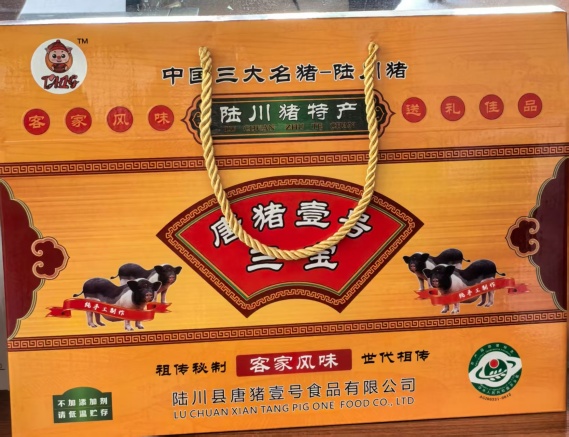 TANG
TM
中国三大名猪-陆川猪
客家风味
陆川猪特产
送礼佳品
唐猪壹号
三宝
纯手工制作
纯手工制作
祖传秘制
客家风味
世代相传
不加添加剂
请低温贮存
陆川县唐猪壹号食品有限公司
LU CHUAN XIAN TANG PIG ONE FOOD CO., LTD